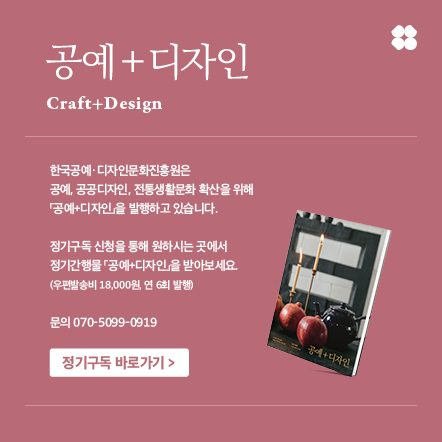 공예+디자인
Craft+Design
한국공예·디자인문화진흥원은
공예, 공공디자인, 전통생활문화 확산을 위해
「공예+디자인」을 발행하고 있습니다.
정기구독 신청을 통해 원하시는 곳에서
정기간행물 「공예+디자인」을 받아보세요.
(우편발송비 18,000원, 연 6회 발행)
문의 070-5099-0919
정기구독 바로가기 >
공예+디자인